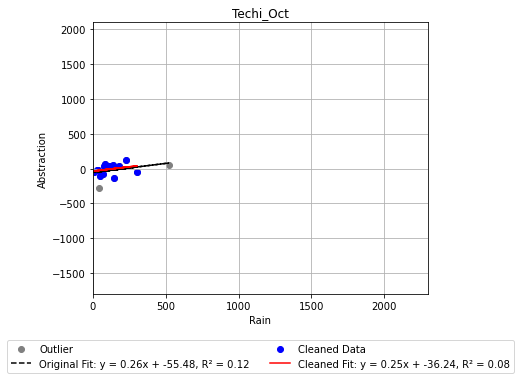 Techi_Oct
2000
1500
1000
500
0
−500
−1000
−1500
Abstraction
0 500 1000 1500 2000
Rain
Outlier Cleaned Data
Original Fit: y = 0.26x + -55.48, R² = 0.12 Cleaned Fit: y = 0.25x + -36.24, R² = 0.08